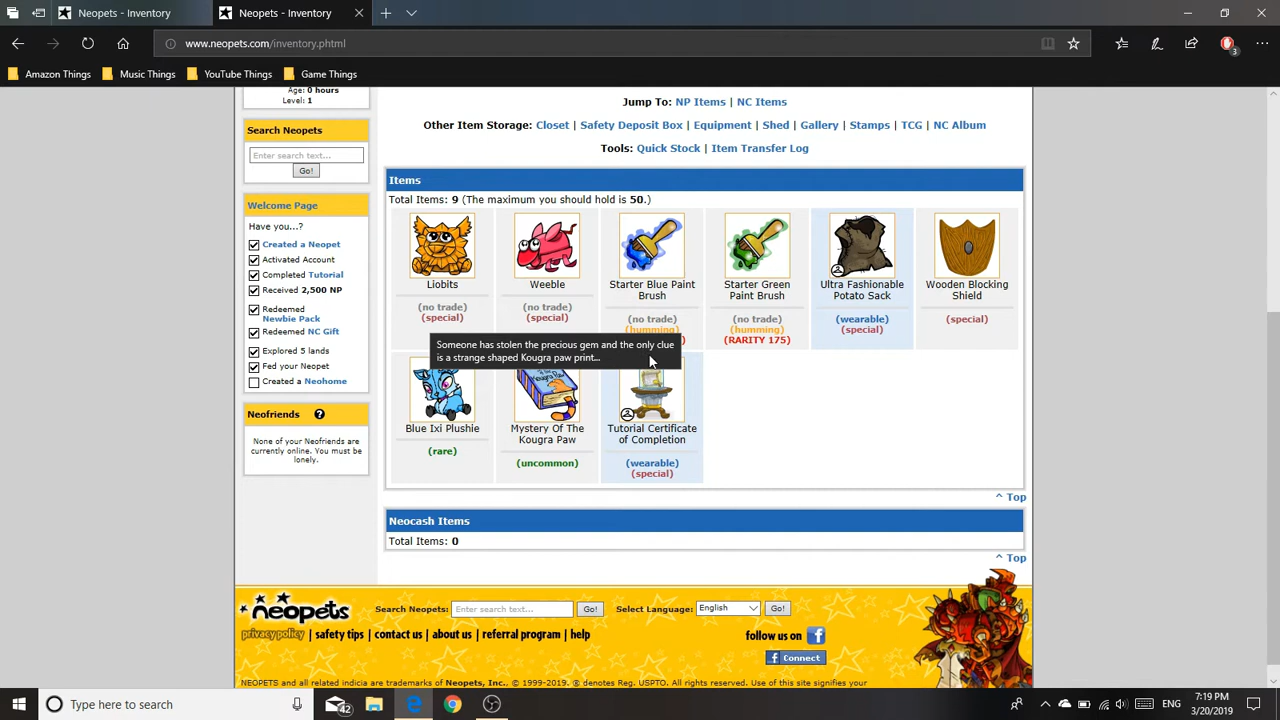 Neopets - Inventory
Neopets - Inventory
www.neopets.com/inventory.phtml
3
Amazon Things
Music Things
YouTube Things
Game Things
Age: 0 hours
Level: 1
Search Neopets
Enter search text...
Go!
Welcome Page
Have you...?
Created a Neopet
Activated Account
Completed Tutorial
Received 2,500 NP
Redeemed
Newbie Pack
Redeemed NC Gift
Explored 5 lands
Fed your Neopet
Created a Neohome
Neofriends ?
None of your Neofriends are
currently online. You must be
lonely.
Jump To: NP Items | NC Items
Other Item Storage: Closet | Safety Deposit Box | Equipment | Shed | Gallery | Stamps | TCG | NC Album
Tools: Quick Stock | Item Transfer Log
Items
Total Items: 9 (The maximum you should hold is 50.)
Liobits
(no trade)
(special)
Weeble
(no trade)
(special)
Starter Blue Paint
Brush
(no trade)
(humming)
Starter Green
Paint Brush
(no trade)
(humming)
(RARITY 175)
Ultra Fashionable
Potato Sack
(wearable)
(special)
Wooden Blocking
Shield
(special)
Someone has stolen the precious gem and the only clue
is a strange shaped Kougra paw print...
Blue Ixi Plushie
(rare)
Mystery Of The
Kougra Paw
(uncommon)
Tutorial Certificate
of Completion
(wearable)
(special)
^ Top
Neocash Items
Total Items: 0
^ Top
neopets
Search Neopets:
Enter search text...
Go!
Select Language:
English
Go!
privacy policy | safety tips | contact us | about us | referral program | help
follow us on f
f Connect
NEOPETS and all related indicia are trademarks of Neopets, Inc., © 1999-2019. ® denotes Reg. USPTO. All rights reserved. Use of this site signifies your
Type here to search
42
ENG
7:19 PM
3/20/2019